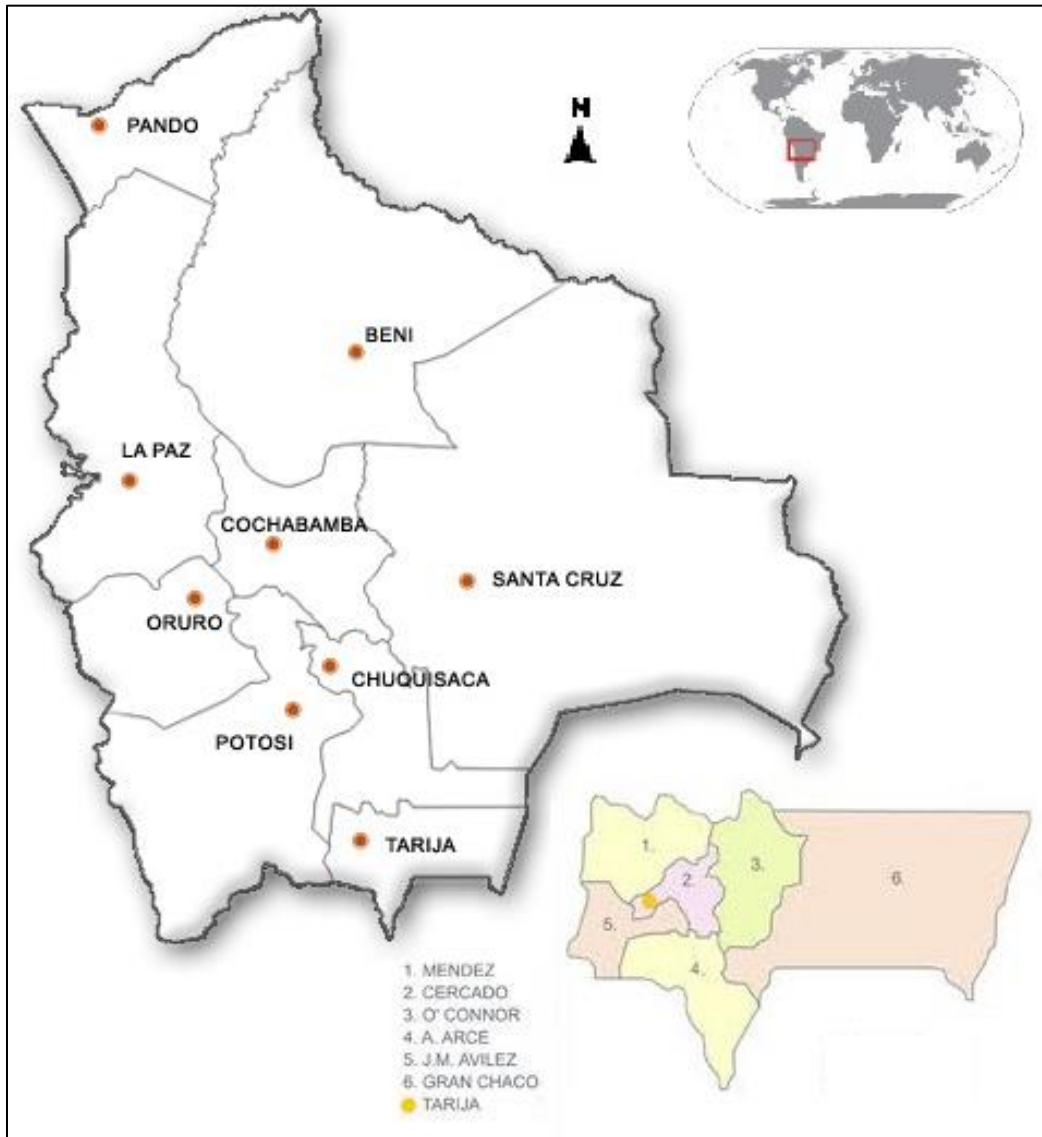 N
PANDO
BENI
LA PAZ
COCHABAMBA
SANTA CRUZ
ORURO
CHUQUISACA
POTOSI
TARIJA
1.
2.
3.
6.
5.
4.
1. MENDEZ
2. CERCADO
3. O' CONNOR
4. A. ARCE
5. J.M. AVILEZ
6. GRAN CHACO
TARIJA